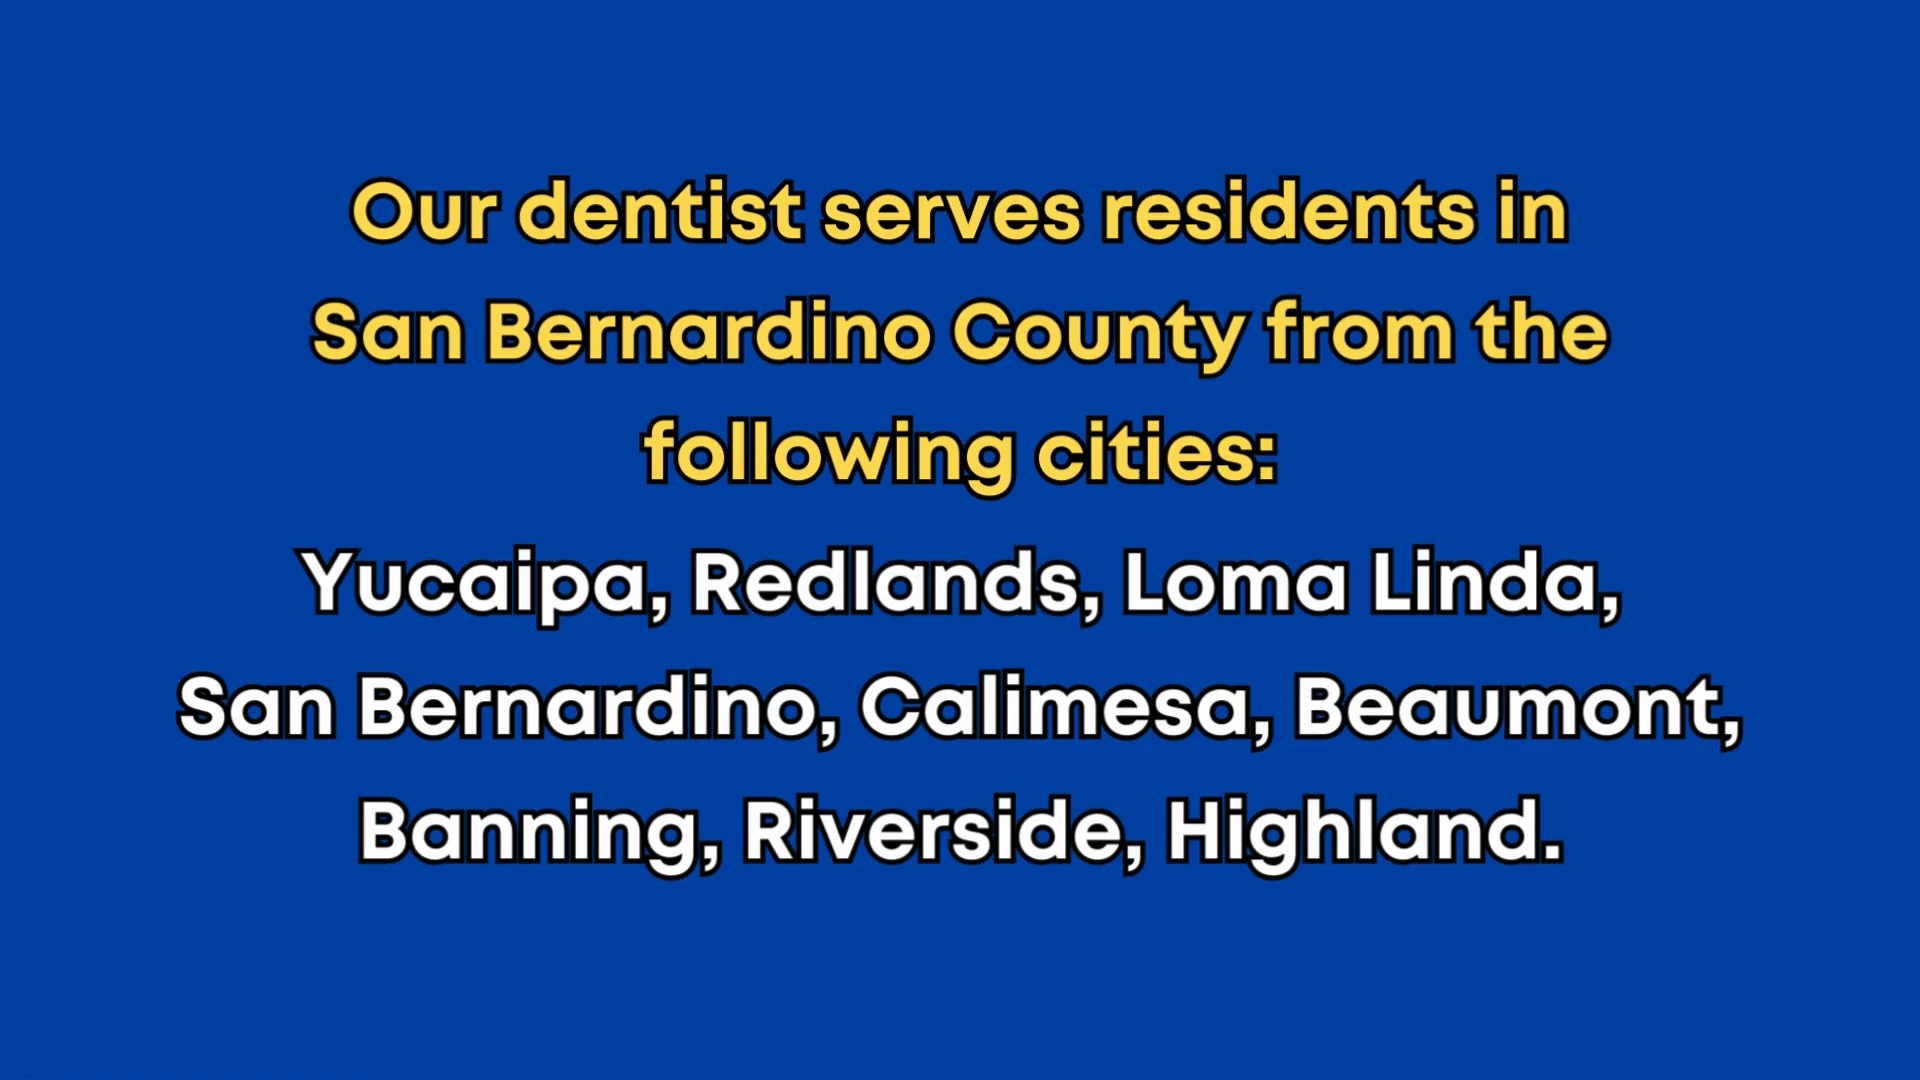 Our dentist serves residents in
San Bernardino County from the
following cities:
Yucaipa, Redlands, Loma Linda,
San Bernardino, Calimesa, Beaumont,
Banning, Riverside, Highland.